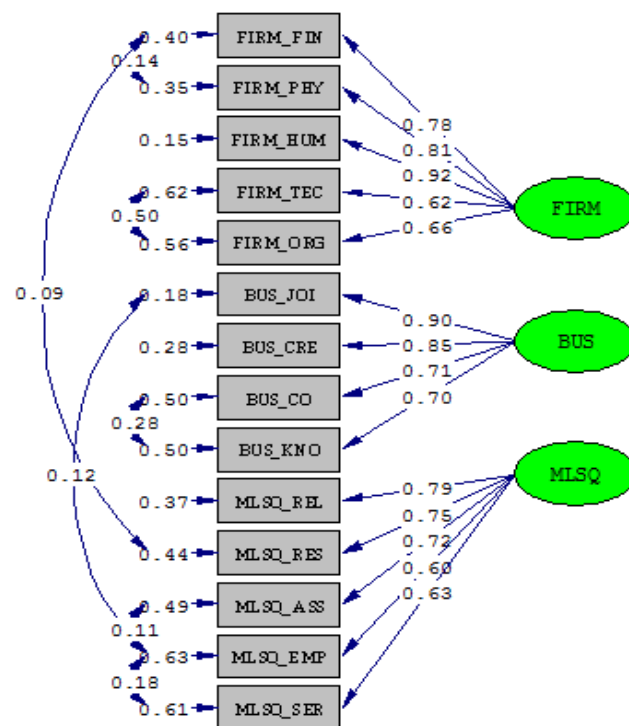 0.40 FIRM_FIN
0.14
0.35 FIRM_PHY
0.78
0.15 FIRM_HUM
0.81
0.92
0.62 FIRM_TEC
0.62
FIRM
0.50
0.56 FIRM_ORG
0.66
0.09
0.18 BUS_JOI
0.90
0.28 BUS_CRE
0.85
BUS
0.71
0.50 BUS_CO
0.70
0.28
0.50 BUS_KNO
0.12
MLSQ
0.37 MLSQ_REL
0.79
0.75
0.44 MLSQ_RES
0.72
0.60
0.49 MLSQ_ASS
0.63
0.11
0.63 MLSQ_EMP
0.18
0.61 MLSQ_SER